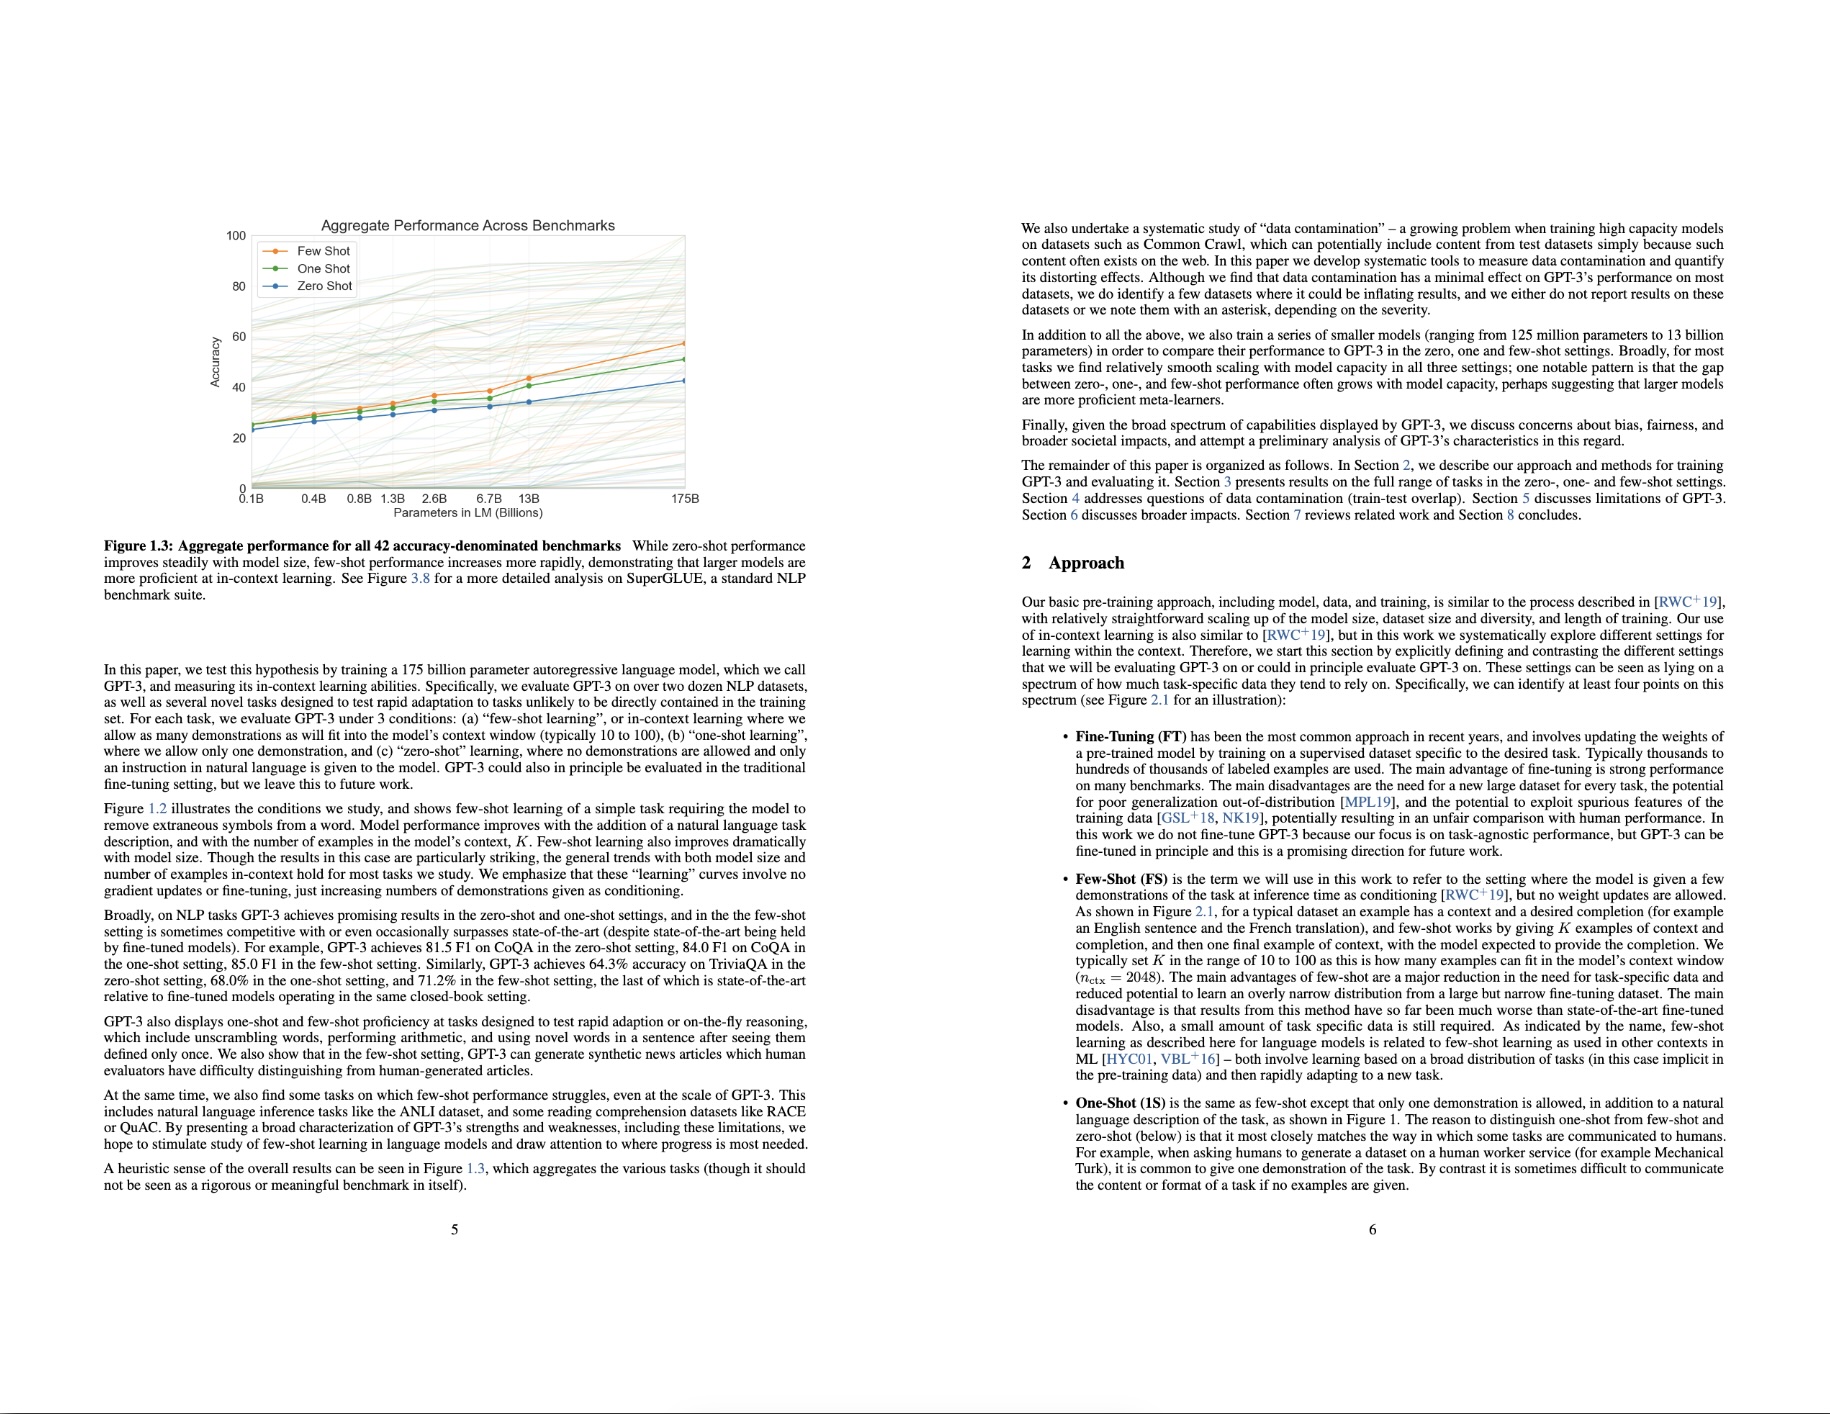 Aggregate Performance Across Benchmarks
100
80
60
40
20
0
Accuracy
Few Shot
One Shot
Zero Shot
0.1B 0.4B 0.8B 1.3B 2.6B 6.7B 13B 175B
Parameters in LM (Billions)
Figure 1.3: Aggregate performance for all 42 accuracy-denominated benchmarks While zero-shot performance
improves steadily with model size, few-shot performance increases more rapidly, demonstrating that larger models are
more proficient at in-context learning. See Figure 3.8 for a more detailed analysis on SuperGLUE, a standard NLP
benchmark suite.
In this paper, we test this hypothesis by training a 175 billion parameter autoregressive language model, which we call
GPT-3, and measuring its in-context learning abilities. Specifically, we evaluate GPT-3 on over two dozen NLP datasets,
as well as several novel tasks designed to test rapid adaptation to tasks unlikely to be directly contained in the training
set. For each task, we evaluate GPT-3 under 3 conditions: (a) “few-shot learning”, or in-context learning where we
allow as many demonstrations as will fit into the model’s context window (typically 10 to 100), (b) “one-shot learning”,
where we allow only one demonstration, and (c) “zero-shot” learning, where no demonstrations are allowed and only
an instruction in natural language is given to the model. GPT-3 could also in principle be evaluated in the traditional
fine-tuning setting, but we leave this to future work.
Figure 1.2 illustrates the conditions we study, and shows few-shot learning of a simple task requiring the model to
remove extraneous symbols from a word. Model performance improves with the addition of a natural language task
description, and with the number of examples in the model’s context, K. Few-shot learning also improves dramatically
with model size. Though the results in this case are particularly striking, the general trends with both model size and
number of examples in-context hold for most tasks we study. We emphasize that these “learning” curves involve no
gradient updates or fine-tuning, just increasing numbers of demonstrations given as conditioning.
Broadly, on NLP tasks GPT-3 achieves promising results in the zero-shot and one-shot settings, and in the the few-shot
setting is sometimes competitive with or even occasionally surpasses state-of-the-art (despite state-of-the-art being held
by fine-tuned models). For example, GPT-3 achieves 81.5 F1 on CoQA in the zero-shot setting, 84.0 F1 on CoQA in
the one-shot setting, 85.0 F1 in the few-shot setting. Similarly, GPT-3 achieves 64.3% accuracy on TriviaQA in the
zero-shot setting, 68.0% in the one-shot setting, and 71.2% in the few-shot setting, the last of which is state-of-the-art
relative to fine-tuned models operating in the same closed-book setting.
GPT-3 also displays one-shot and few-shot proficiency at tasks designed to test rapid adaption or on-the-fly reasoning,
which include unscrambling words, performing arithmetic, and using novel words in a sentence after seeing them
defined only once. We also show that in the few-shot setting, GPT-3 can generate synthetic news articles which human
evaluators have difficulty distinguishing from human-generated articles.
At the same time, we also find some tasks on which few-shot performance struggles, even at the scale of GPT-3. This
includes natural language inference tasks like the ANLI dataset, and some reading comprehension datasets like RACE
or QuAC. By presenting a broad characterization of GPT-3’s strengths and weaknesses, including these limitations, we
hope to stimulate study of few-shot learning in language models and draw attention to where progress is most needed.
A heuristic sense of the overall results can be seen in Figure 1.3, which aggregates the various tasks (though it should
not be seen as a rigorous or meaningful benchmark in itself).
5
We also undertake a systematic study of “data contamination” – a growing problem when training high capacity models
on datasets such as Common Crawl, which can potentially include content from test datasets simply because such
content often exists on the web. In this paper we develop systematic tools to measure data contamination and quantify
its distorting effects. Although we find that data contamination has a minimal effect on GPT-3’s performance on most
datasets, we do identify a few datasets where it could be inflating results, and we either do not report results on these
datasets or we note them with an asterisk, depending on the severity.
In addition to all the above, we also train a series of smaller models (ranging from 125 million parameters to 13 billion
parameters) in order to compare their performance to GPT-3 in the zero, one and few-shot settings. Broadly, for most
tasks we find relatively smooth scaling with model capacity in all three settings; one notable pattern is that the gap
between zero-, one-, and few-shot performance often grows with model capacity, perhaps suggesting that larger models
are more proficient meta-learners.
Finally, given the broad spectrum of capabilities displayed by GPT-3, we discuss concerns about bias, fairness, and
broader societal impacts, and attempt a preliminary analysis of GPT-3’s characteristics in this regard.
The remainder of this paper is organized as follows. In Section 2, we describe our approach and methods for training
GPT-3 and evaluating it. Section 3 presents results on the full range of tasks in the zero-, one- and few-shot settings.
Section 4 addresses questions of data contamination (train-test overlap). Section 5 discusses limitations of GPT-3.
Section 6 discusses broader impacts. Section 7 reviews related work and Section 8 concludes.
2 Approach
Our basic pre-training approach, including model, data, and training, is similar to the process described in [RWC+19],
with relatively straightforward scaling up of the model size, dataset size and diversity, and length of training. Our use
of in-context learning is also similar to [RWC+19], but in this work we systematically explore different settings for
learning within the context. Therefore, we start this section by explicitly defining and contrasting the different settings
that we will be evaluating GPT-3 on or could in principle evaluate GPT-3 on. These settings can be seen as lying on a
spectrum of how much task-specific data they tend to rely on. Specifically, we can identify at least four points on this
spectrum (see Figure 2.1 for an illustration):
• Fine-Tuning (FT) has been the most common approach in recent years, and involves updating the weights of
a pre-trained model by training on a supervised dataset specific to the desired task. Typically thousands to
hundreds of thousands of labeled examples are used. The main advantage of fine-tuning is strong performance
on many benchmarks. The main disadvantages are the need for a new large dataset for every task, the potential
for poor generalization out-of-distribution [MPL19], and the potential to exploit spurious features of the
training data [GSL+18, NK19], potentially resulting in an unfair comparison with human performance. In
this work we do not fine-tune GPT-3 because our focus is on task-agnostic performance, but GPT-3 can be
fine-tuned in principle and this is a promising direction for future work.
• Few-Shot (FS) is the term we will use in this work to refer to the setting where the model is given a few
demonstrations of the task at inference time as conditioning [RWC+19], but no weight updates are allowed.
As shown in Figure 2.1, for a typical dataset an example has a context and a desired completion (for example
an English sentence and the French translation), and few-shot works by giving K examples of context and
completion, and then one final example of context, with the model expected to provide the completion. We
typically set K in the range of 10 to 100 as this is how many examples can fit in the model’s context window
(nctx = 2048). The main advantages of few-shot are a major reduction in the need for task-specific data and
reduced potential to learn an overly narrow distribution from a large but narrow fine-tuning dataset. The main
disadvantage is that results from this method have so far been much worse than state-of-the-art fine-tuned
models. Also, a small amount of task specific data is still required. As indicated by the name, few-shot
learning as described here for language models is related to few-shot learning as used in other contexts in
ML [HYC01, VBL+16] – both involve learning based on a broad distribution of tasks (in this case implicit in
the pre-training data) and then rapidly adapting to a new task.
• One-Shot (1S) is the same as few-shot except that only one demonstration is allowed, in addition to a natural
language description of the task, as shown in Figure 1. The reason to distinguish one-shot from few-shot and
zero-shot (below) is that it most closely matches the way in which some tasks are communicated to humans.
For example, when asking humans to generate a dataset on a human worker service (for example Mechanical
Turk), it is common to give one demonstration of the task. By contrast it is sometimes difficult to communicate
the content or format of a task if no examples are given.
6